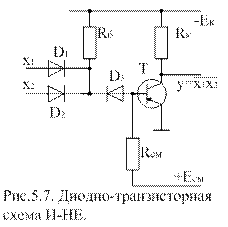 -Eк
Rб Rк
x1 D1
T
x2 D3 y=x1x2
D2
Rсм
+Eсм
Рис.5.7. Диодно-транзисторная
схема И-НЕ.